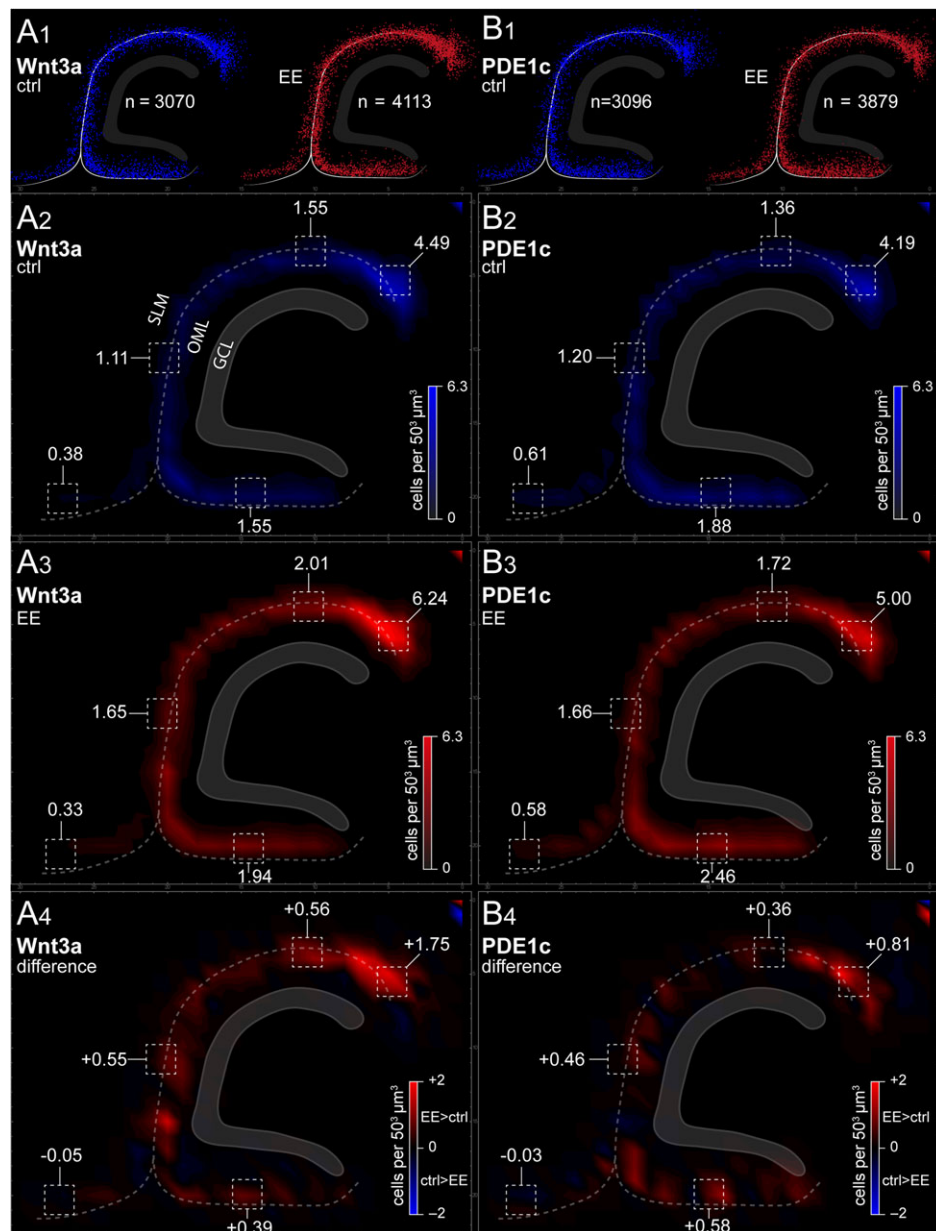 A1
Wnt3a
ctrl
n = 3070
EE
n = 4113
B1
PDE1c
ctrl
n=3096
EE
n = 3879
A2
Wnt3a
ctrl
1.55
4.49
SLM
OML
GCL
1.11
0.38
1.55
cells per 50³ µm³
6.3
0
B2
PDE1c
ctrl
1.36
4.19
1.20
0.61
1.88
cells per 50³ µm³
6.3
0
A3
Wnt3a
EE
2.01
6.24
1.65
0.33
1.94
cells per 50³ µm³
6.3
0
B3
PDE1c
EE
1.72
5.00
1.66
0.58
2.46
cells per 50³ µm³
6.3
0
A4
Wnt3a
difference
+0.56
+1.75
+0.55
-0.05
+0.39
cells per 50³ µm³
+2
EE>ctrl
0
ctrl>EE
−2
B4
PDE1c
difference
+0.36
+0.81
+0.46
-0.03
+0.58
cells per 50³ µm³
+2
EE>ctrl
0
ctrl>EE
−2